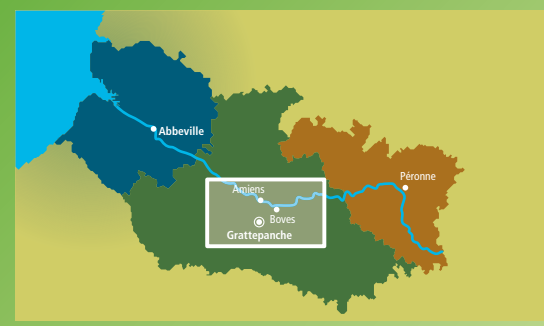 Abbeville
Péronne
Amiens
Boves
Grattepanche